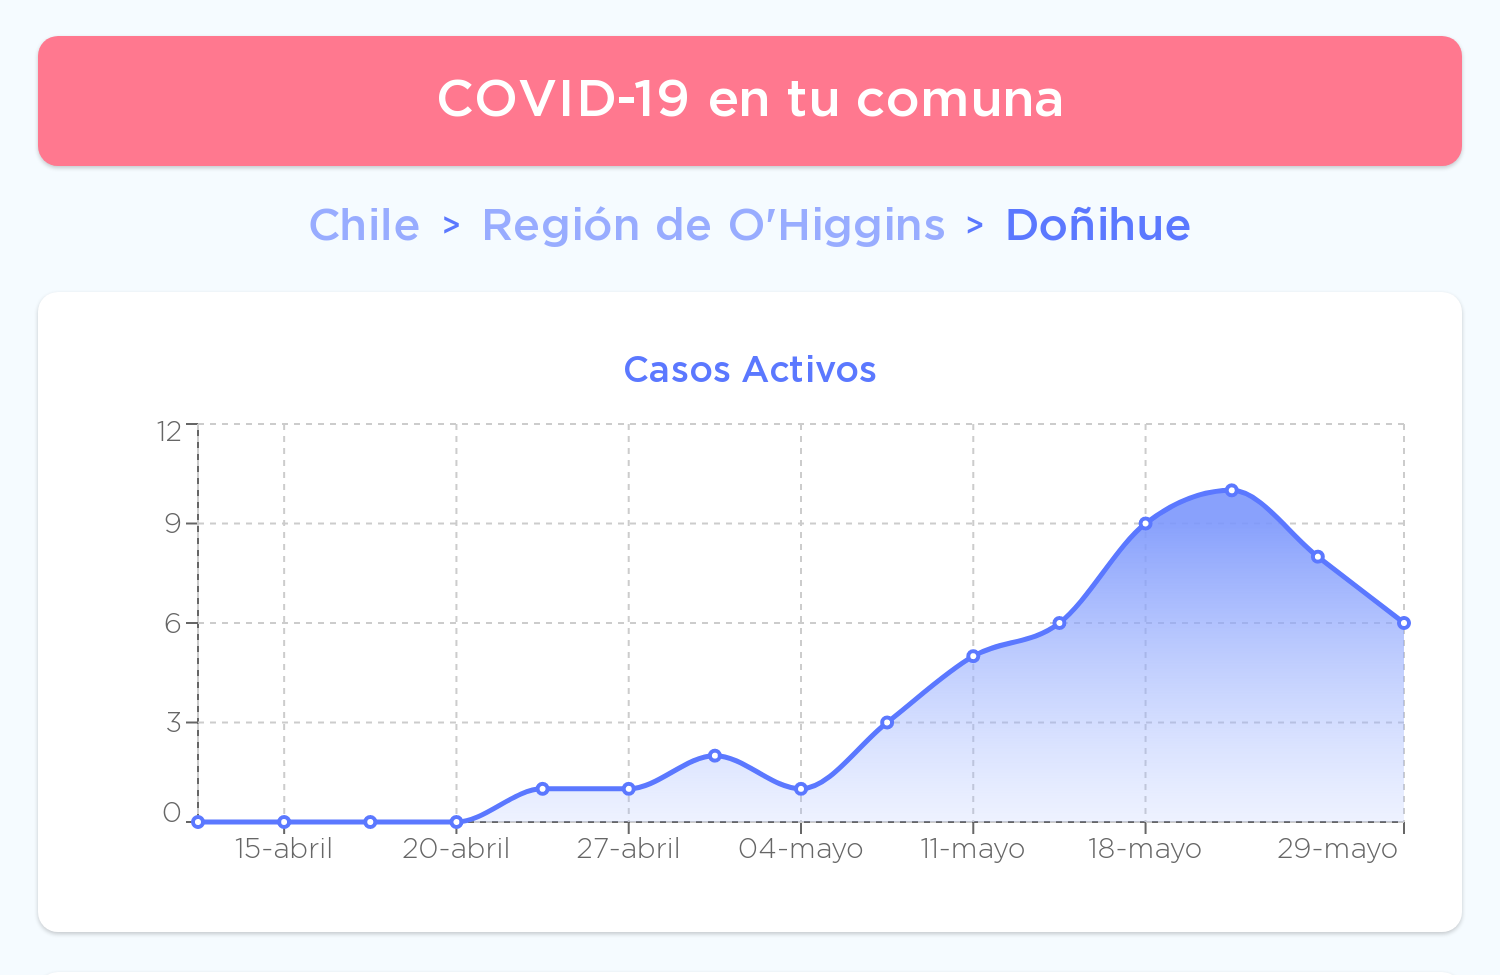 COVID-19 en tu comuna
Chile > Región de O'Higgins > Doñihue
Casos Activos
12
9
6
3
0
15-abril 20-abril 27-abril 04-mayo 11-mayo 18-mayo 29-mayo